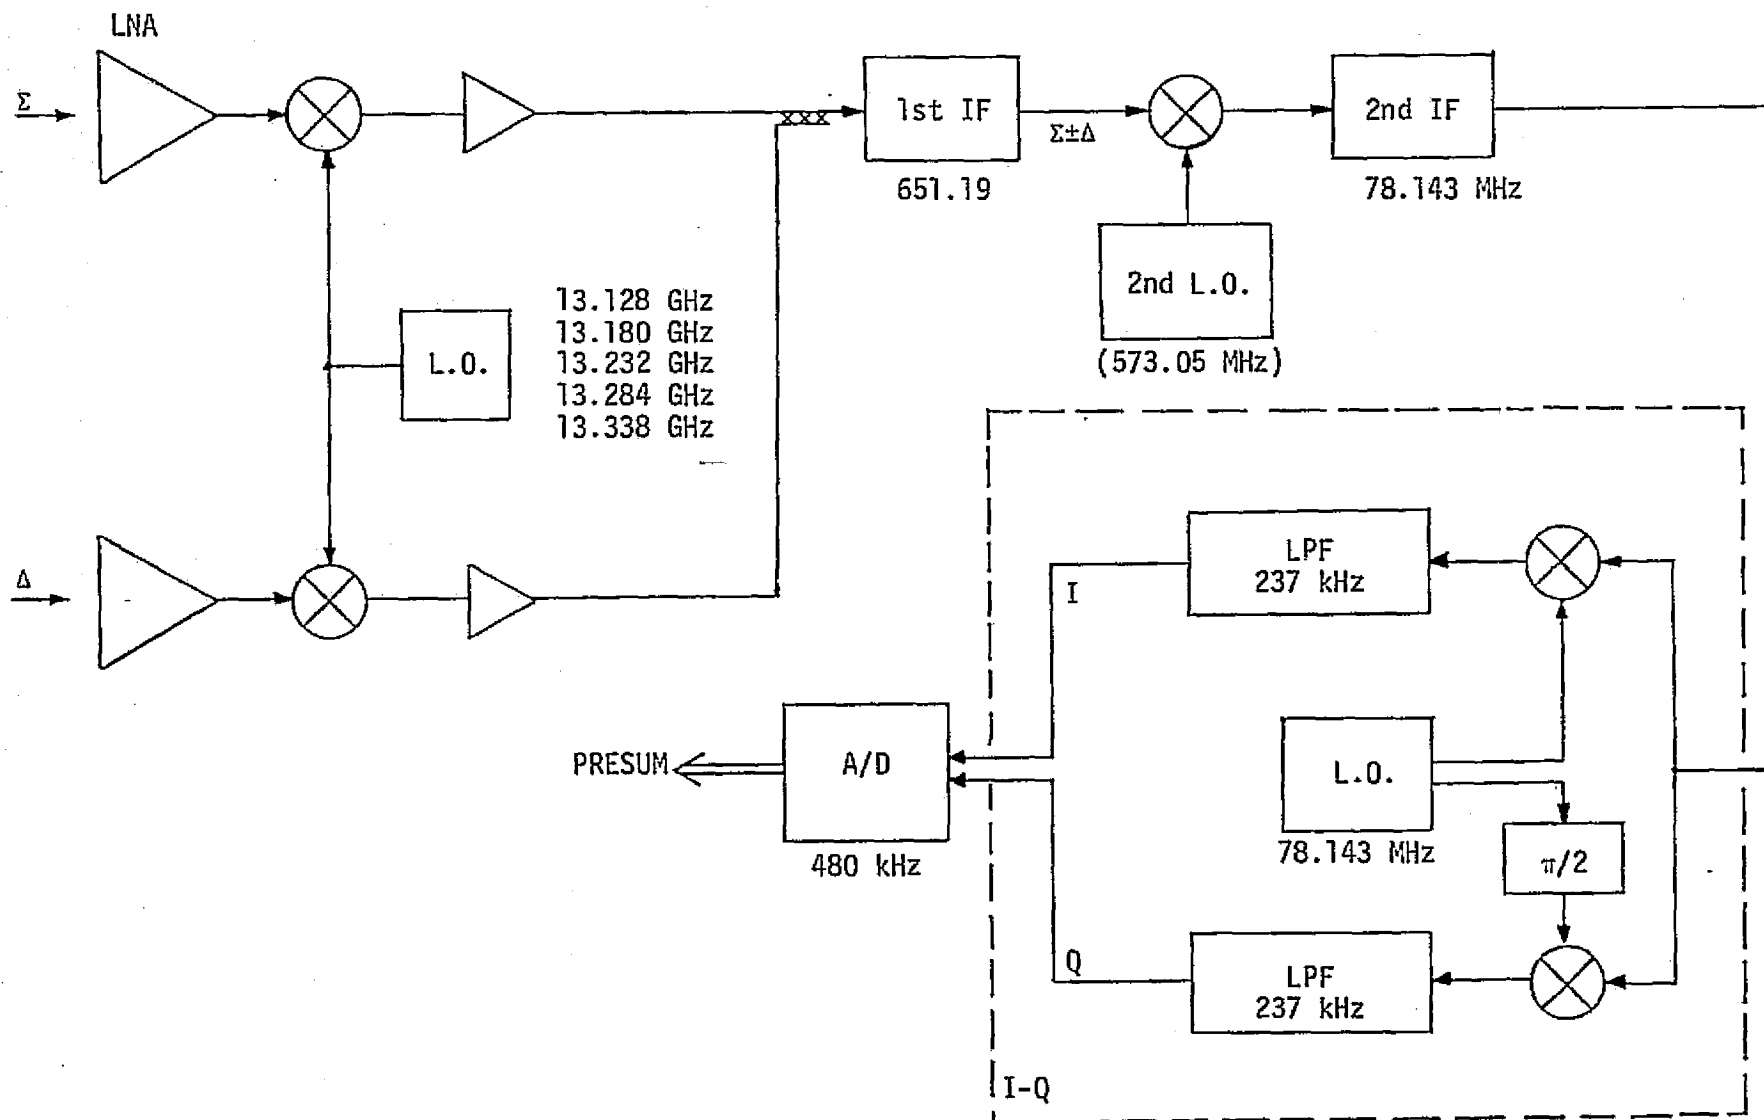 LNA
Σ
1st IF
Σ±Δ
2nd IF
651.19
78.143 MHz
2nd L.O.
(573.05 MHz)
L.O.
13.128 GHz
13.180 GHz
13.232 GHz
13.284 GHz
13.338 GHz
Δ
LPF
237 kHz
I
PRESUM
A/D
480 kHz
L.O.
78.143 MHz
π/2
Q
LPF
237 kHz
I-Q